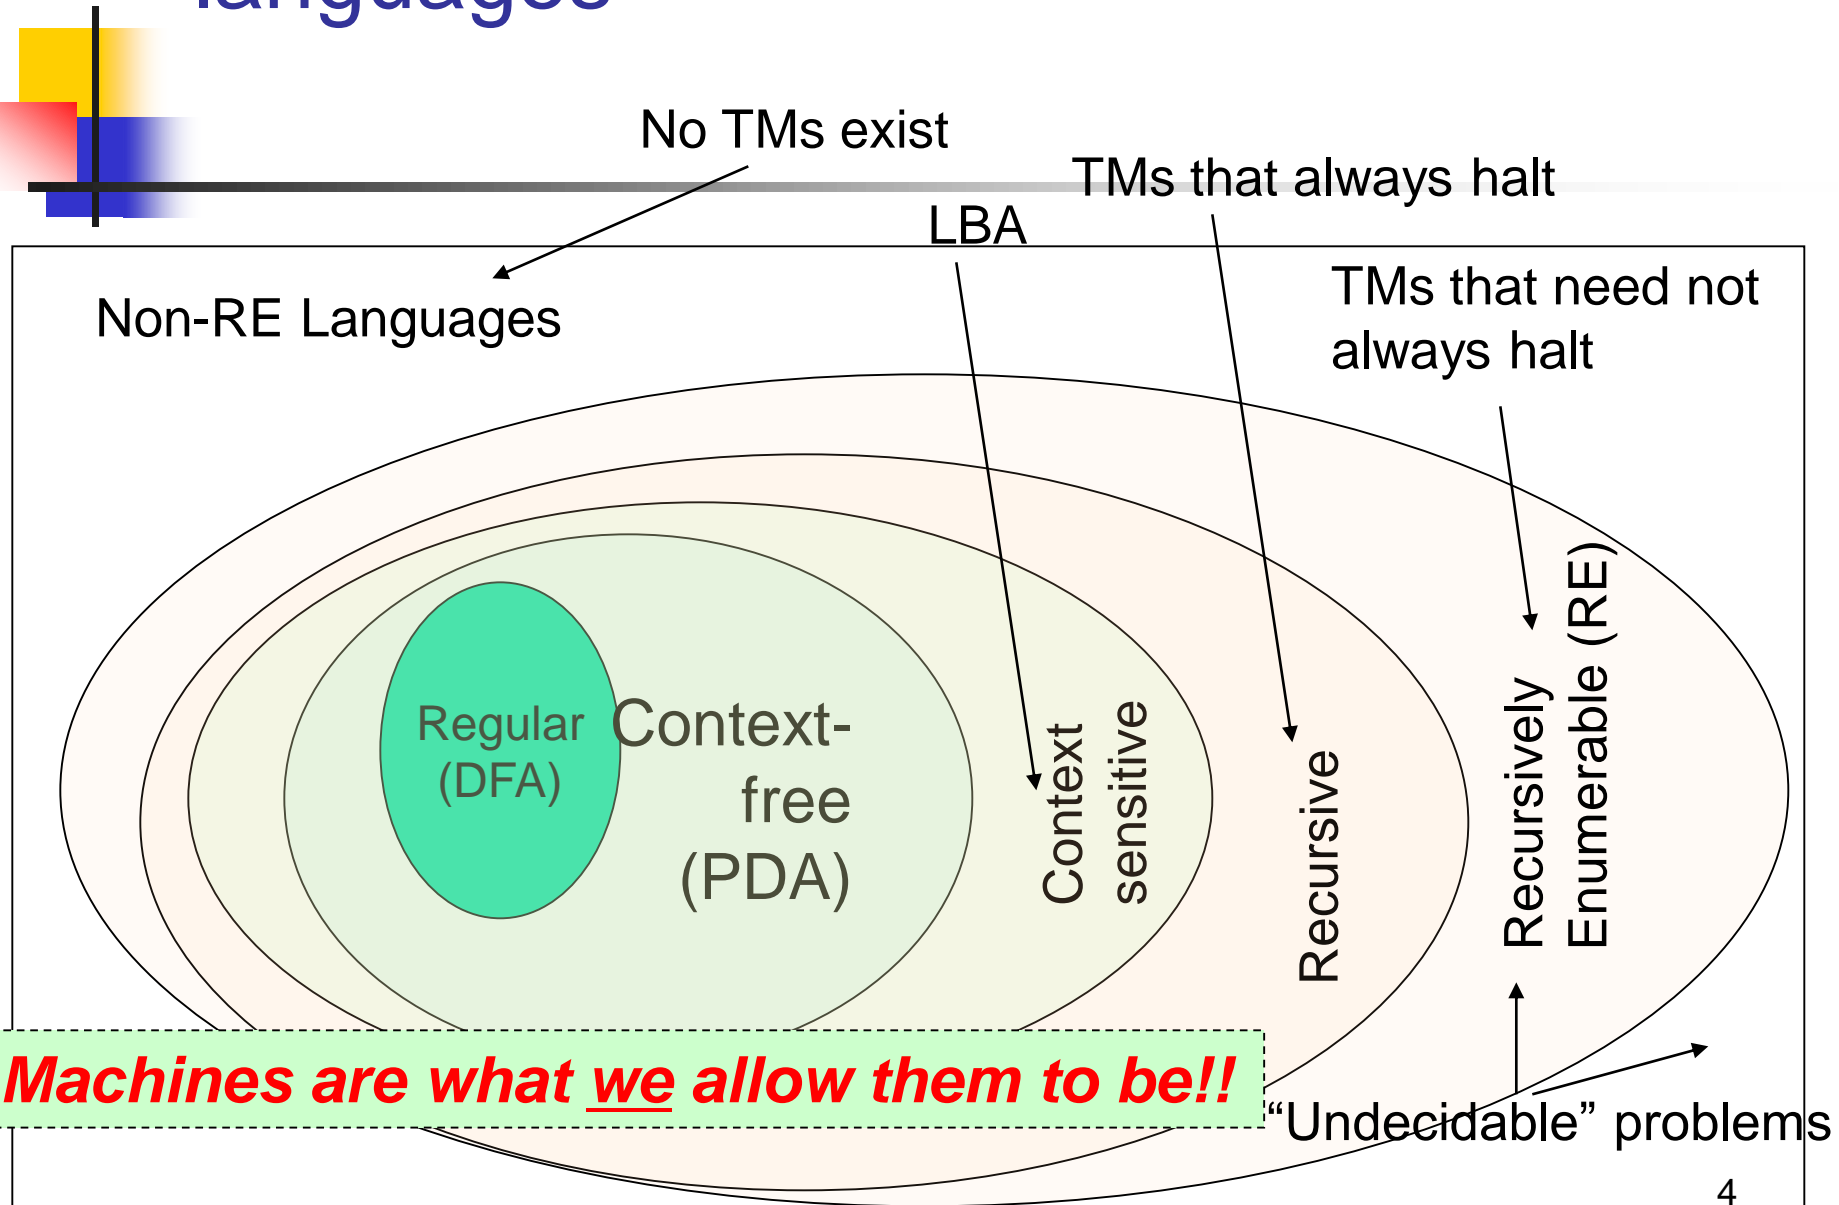 languages
No TMs exist
TMs that always halt
LBA
TMs that need not
always halt
Non-RE Languages
Regular
(DFA)
Context-
free
(PDA)
Context
sensitive
Recursive
Recursively
Enumerable (RE)
Machines are what we allow them to be!!
“Undecidable” problems
4